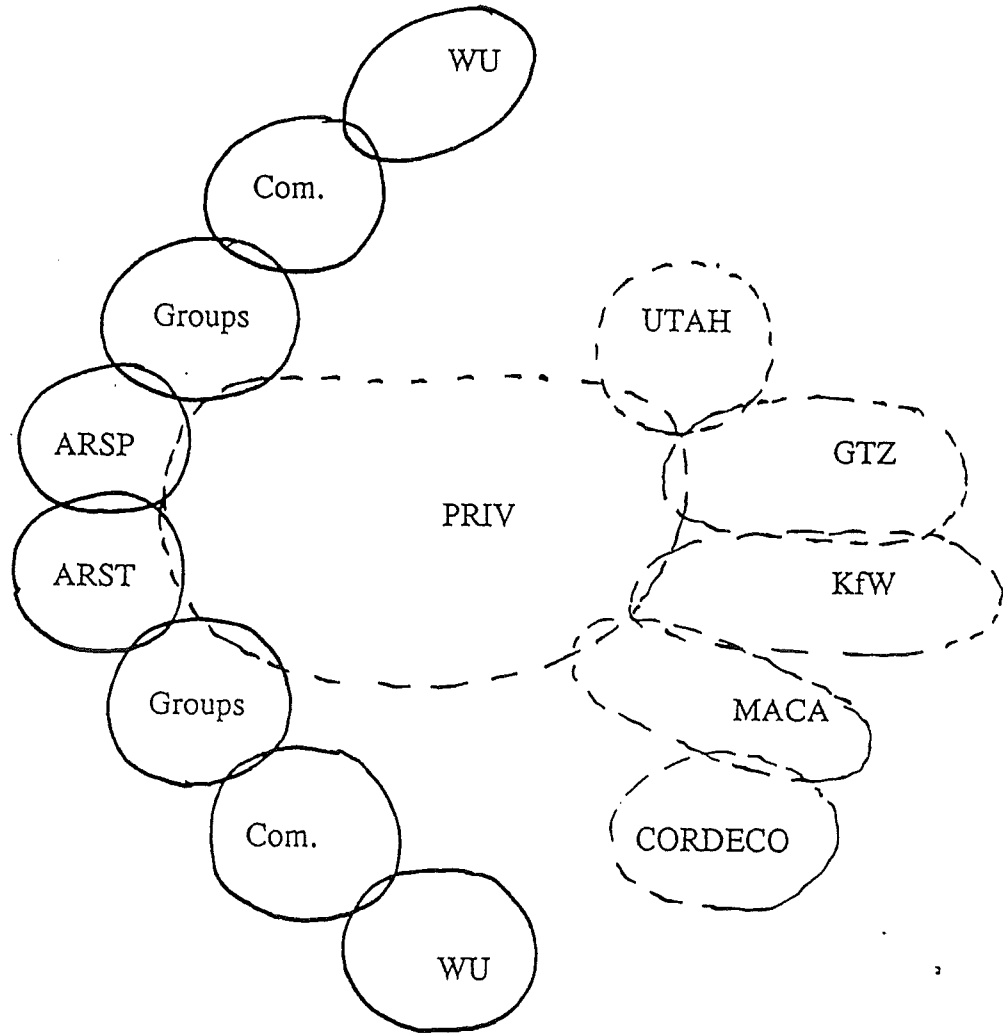 WU
Com.
Groups
UTAH
ARSP
GTZ
PRIV
ARST
KfW
Groups
MACA
Com.
CORDECO
WU